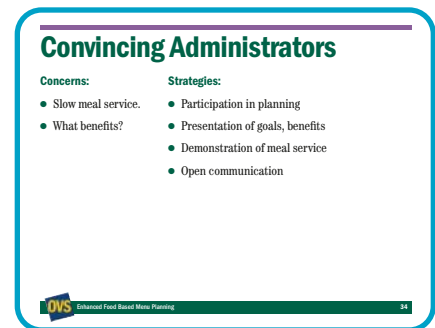 Convincing Administrators
Concerns:
• Slow meal service.
• What benefits?
Strategies:
• Participation in planning
• Presentation of goals, benefits
• Demonstration of meal service
• Open communication
OVS Enhanced Food Based Menu Planning 34